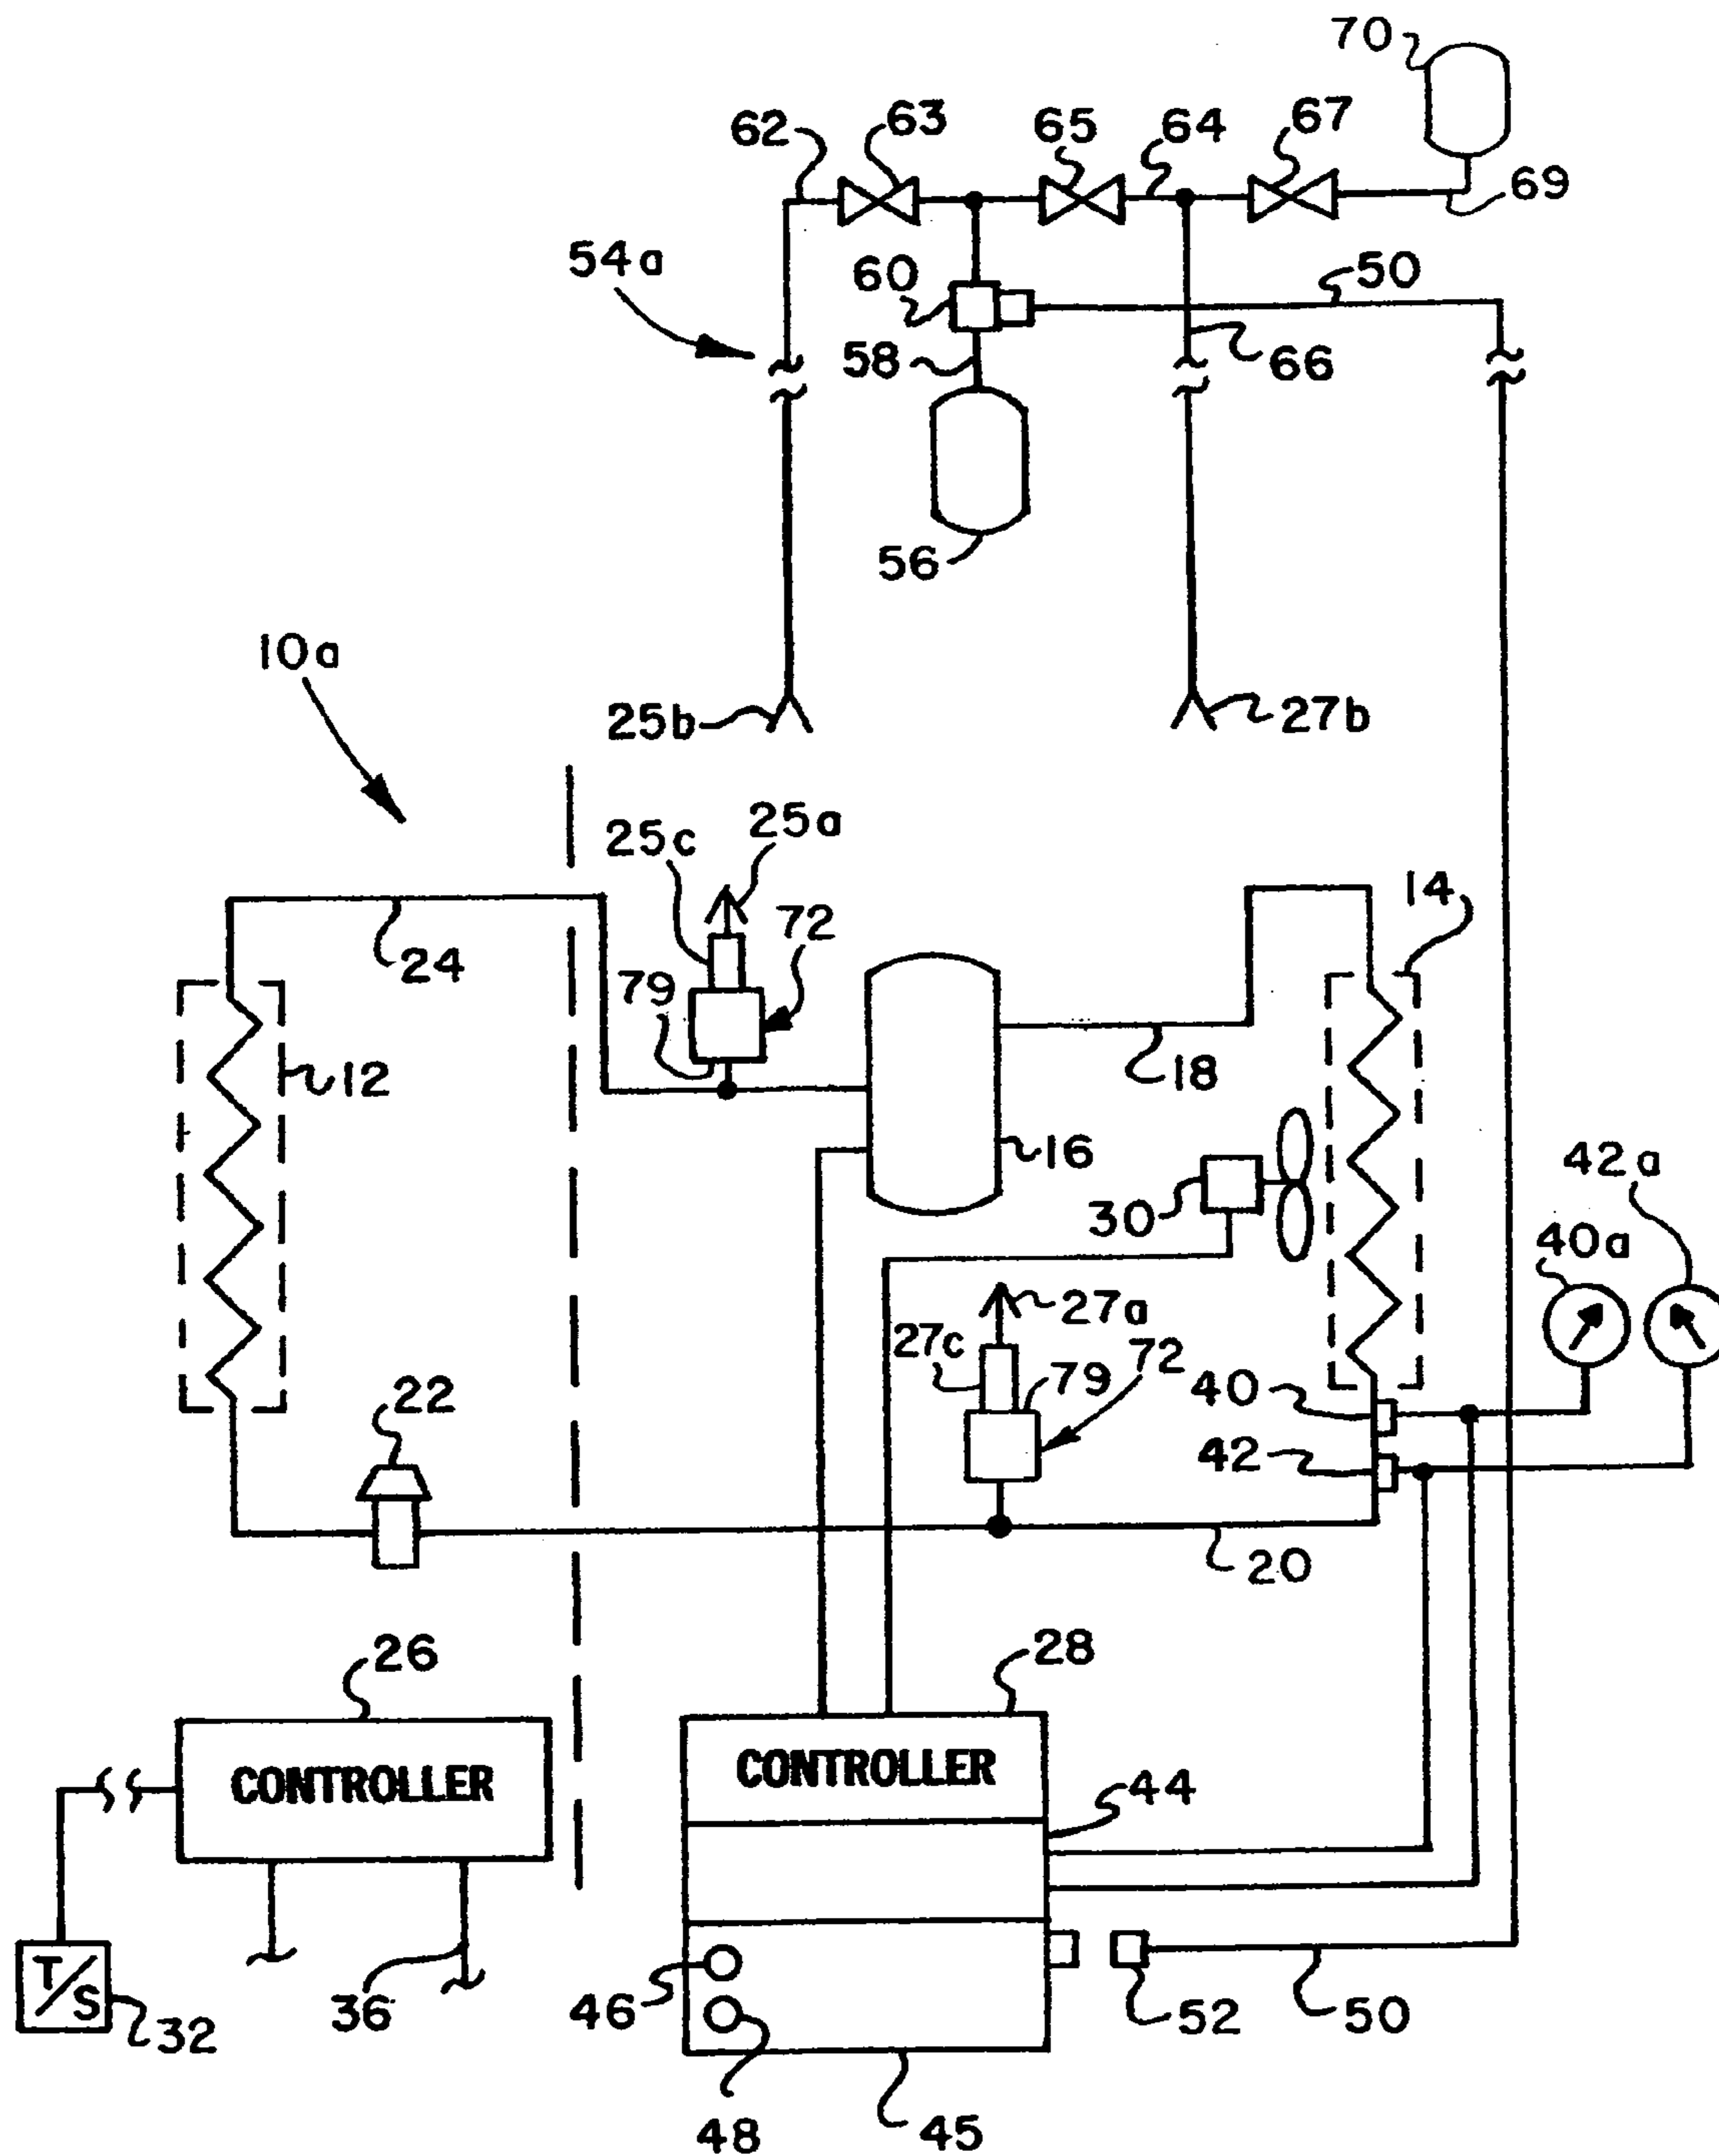 70
62 63 65 64 67
69
54a 60 50
58 66
56
10a
25b 27b
25c 25a
14
72
24
79
12 18
16 42a
30 40a
27a
27c 79 72
22 40
42
20
26 28
CONTROLLER CONTROLLER
44
T/S
36 46 52 50
32
48 45